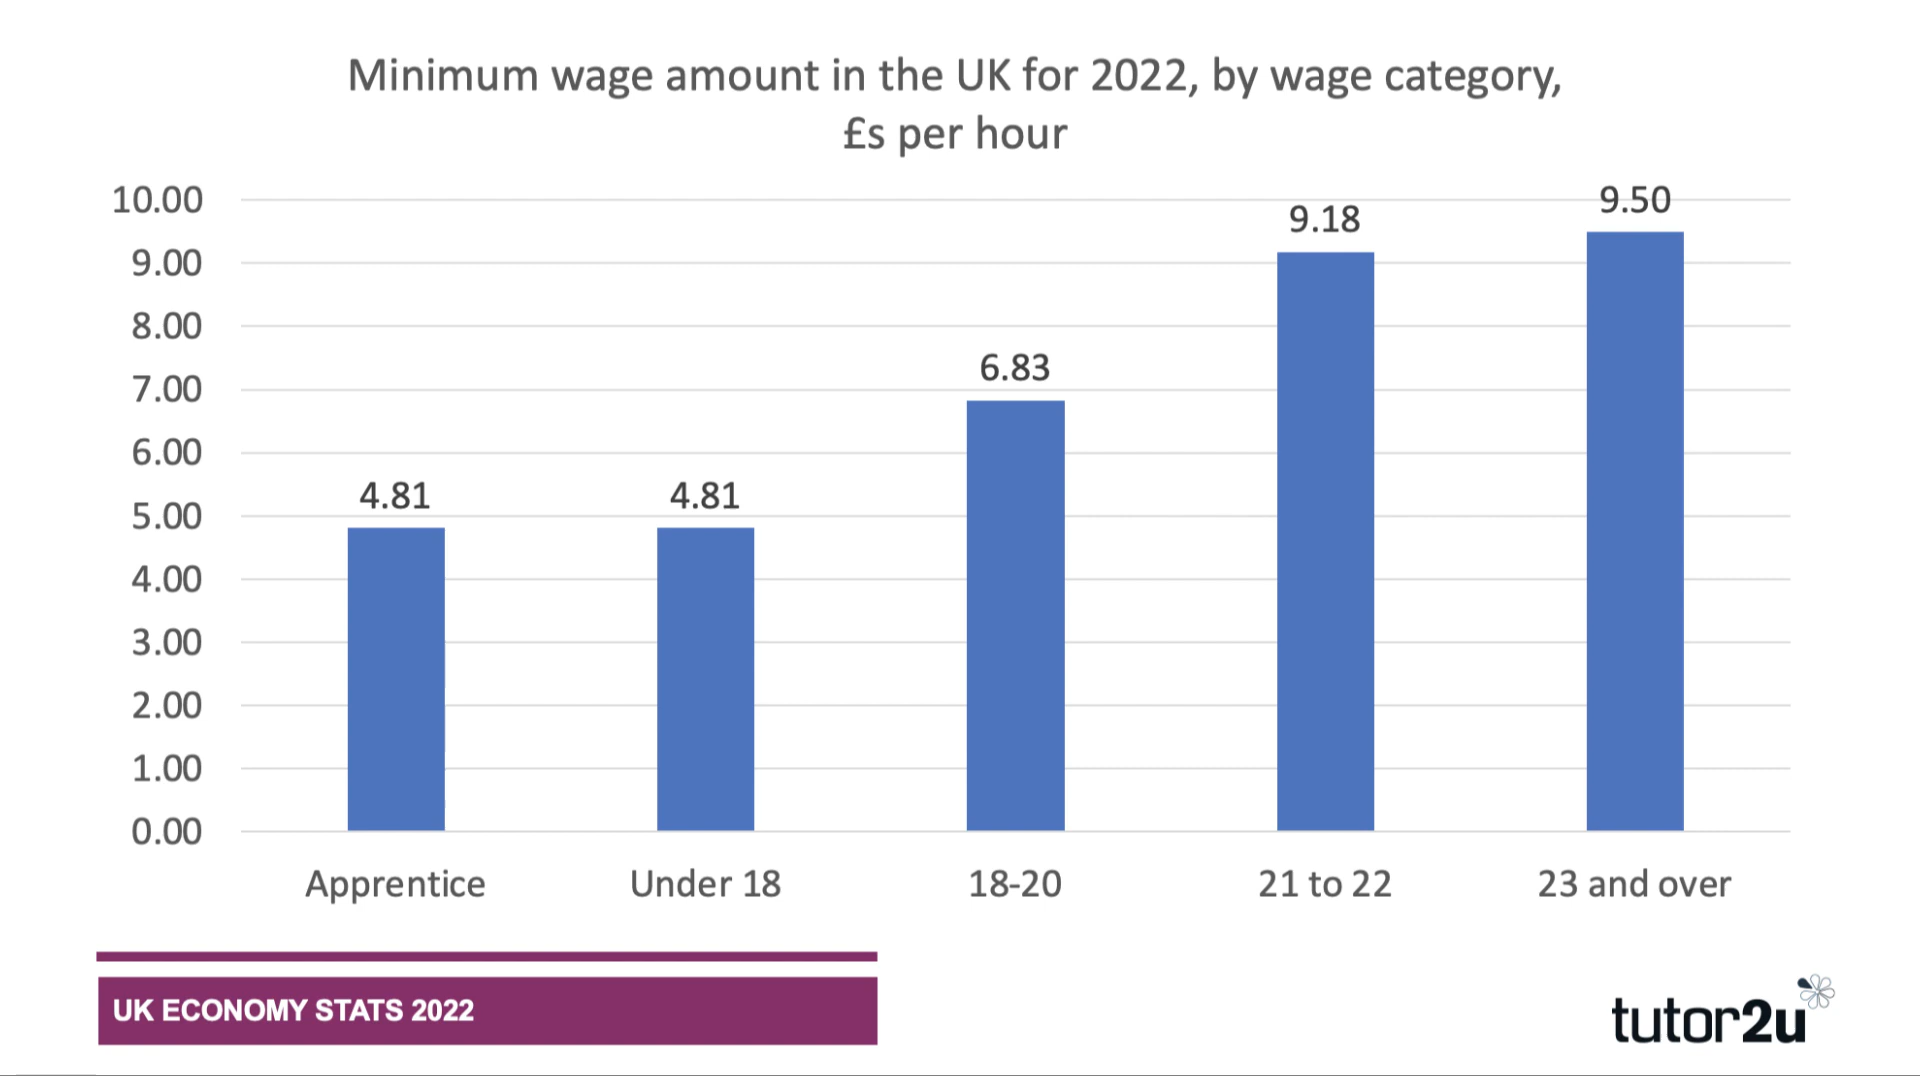 Minimum wage amount in the UK for 2022, by wage category,
£s per hour
10.00
9.00
8.00
7.00
6.00
5.00
4.00
3.00
2.00
1.00
0.00
4.81
4.81
6.83
9.18
9.50
Apprentice
Under 18
18-20
21 to 22
23 and over
UK ECONOMY STATS 2022
tutor2u